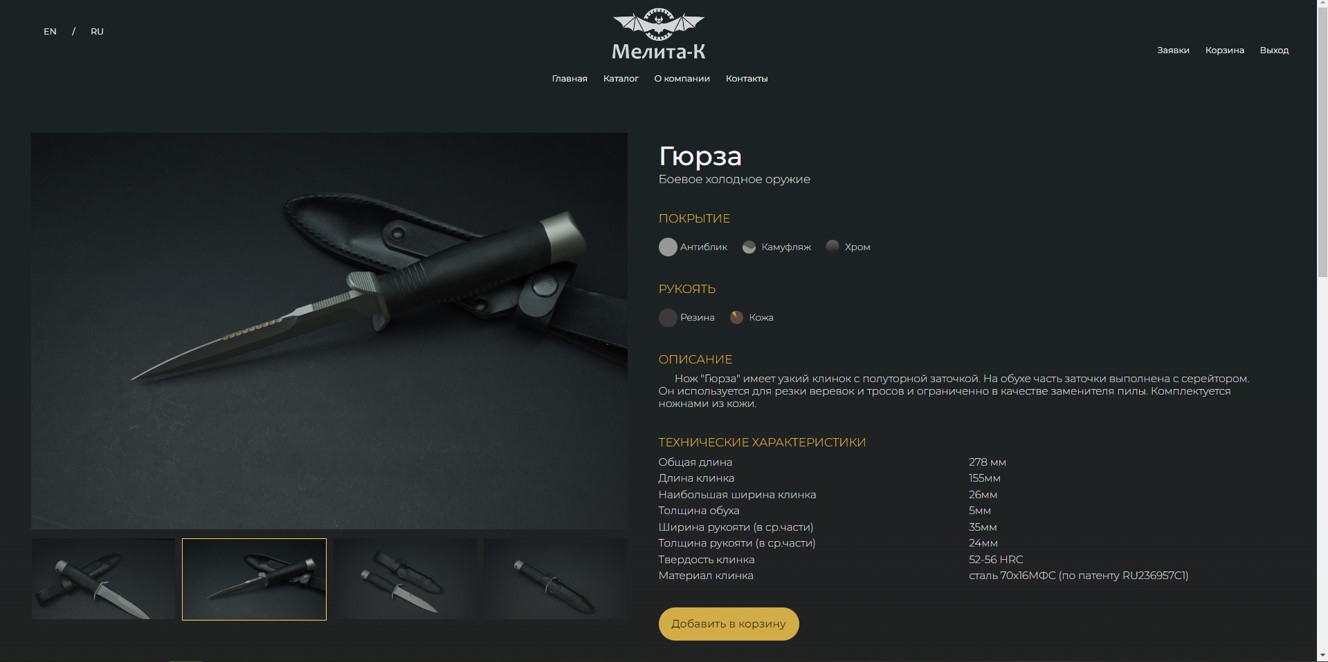 EN / RU
Мелита-К
Заявки Корзина Выход
Главная Каталог О компании Контакты
Гюрза
Боевое холодное оружие
ПОКРЫТИЕ
Антиблик Камуфляж Хром
РУКОЯТЬ
Резина Кожа
ОПИСАНИЕ
Нож "Гюрза" имеет узкий клинок с полуторной заточкой. На обухе часть заточки выполнена с серейтором.
Он используется для резки веревок и тросов и ограниченно в качестве заменителя пилы. Комплектуется
ножнами из кожи.
ТЕХНИЧЕСКИЕ ХАРАКТЕРИСТИКИ
Общая длина 278 мм
Длина клинка 155мм
Наибольшая ширина клинка 26мм
Толщина обуха 5мм
Ширина рукояти (в ср.части) 35мм
Толщина рукояти (в ср.части) 24мм
Твердость клинка 52-56 HRC
Материал клинка сталь 70х16МФС (по патенту RU236957C1)
Добавить в корзину